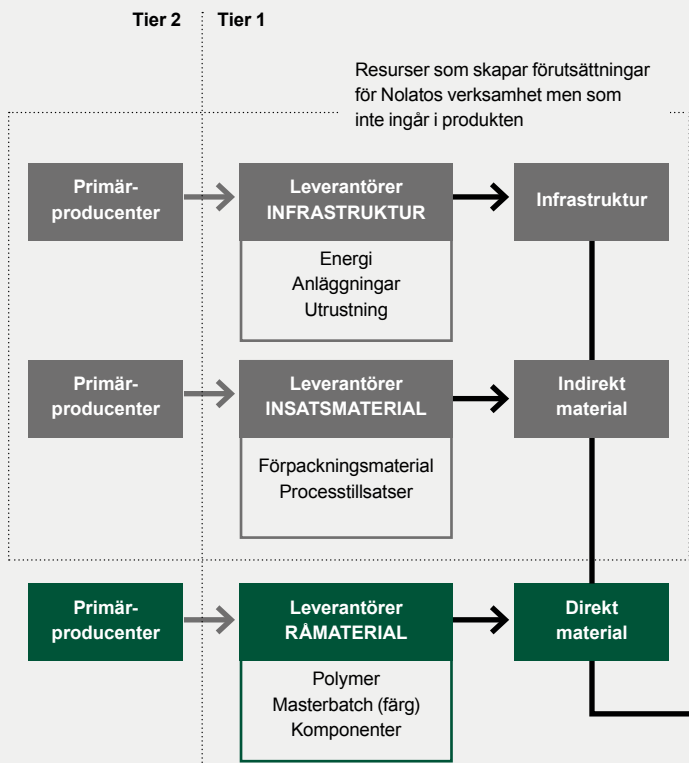 Tier 2
Tier 1
Resurser som skapar förutsättningar
för Nolatos verksamhet men som
inte ingår i produkten
Primär-
producenter
Leverantörer
INFRASTRUKTUR
Infrastruktur
Energi
Anläggningar
Utrustning
Primär-
producenter
Leverantörer
INSATSMATERIAL
Indirekt
material
Förpackningsmaterial
Processtillsatser
Primär-
producenter
Leverantörer
RÅMATERIAL
Direkt
material
Polymer
Masterbatch (färg)
Komponenter